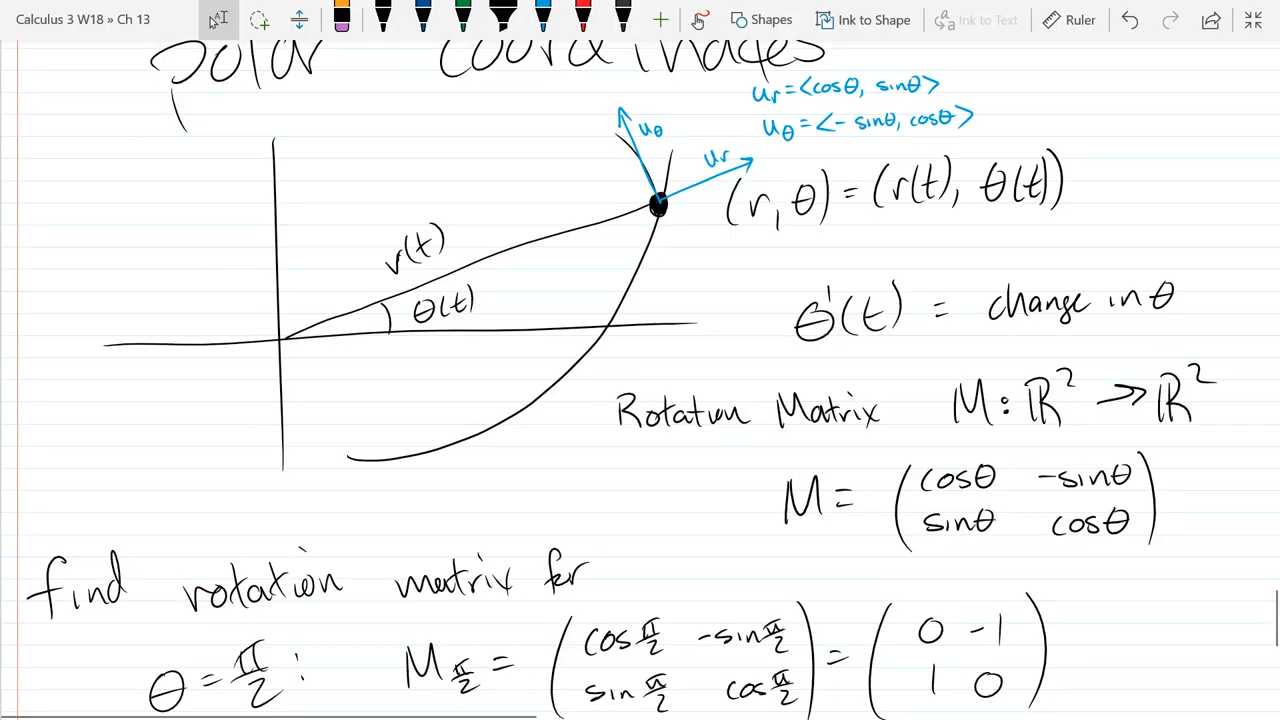 Calculus 3 W18 » Ch 13
Shapes
Ink to Shape
Ink to Text
Ruler
polar coordinates
ur = <cosθ, sinθ>
uθ = <- sinθ, cosθ>
uθ
ur
(r, θ) = (r(t), θ(t))
r(t)
θ(t)
θ'(t) = change in θ
Rotation Matrix M: ℝ² → ℝ²
M = (cosθ -sinθ
sinθ cosθ)
find rotation matrix for
θ = π/2 : M π/2 = (cos π/2 -sin π/2
sin π/2 cos π/2) = (0 -1
1 0)